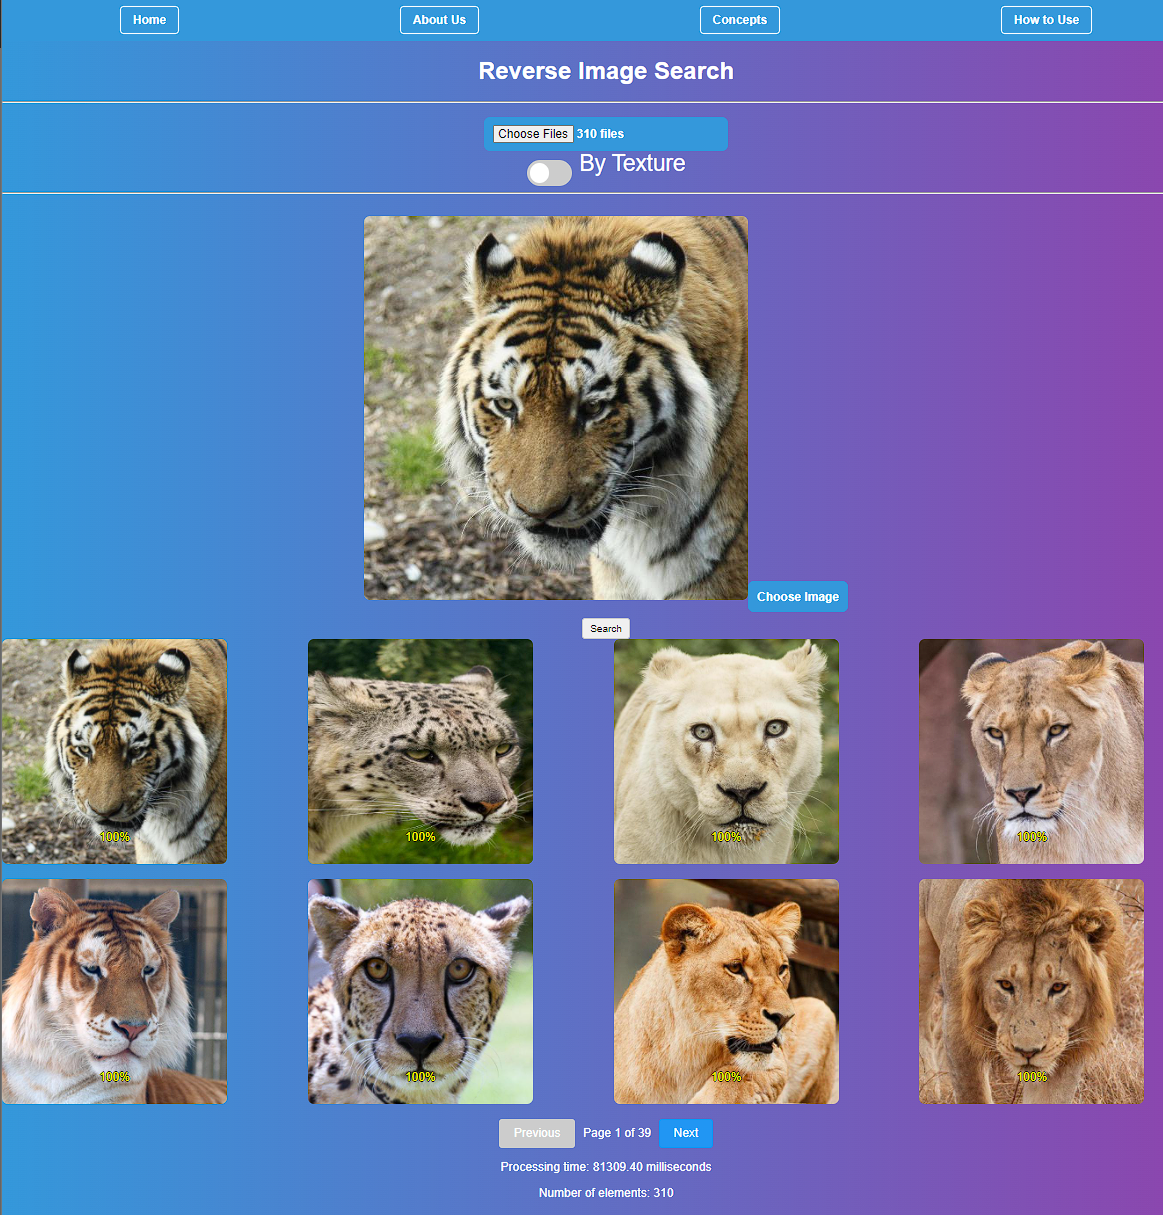 Home About Us Concepts How to Use
Reverse Image Search
Choose Files 310 files
By Texture
Choose Image
Search
100% 100% 100% 100%
100% 100% 100% 100%
Previous Page 1 of 39 Next
Processing time: 81309.40 milliseconds
Number of elements: 310